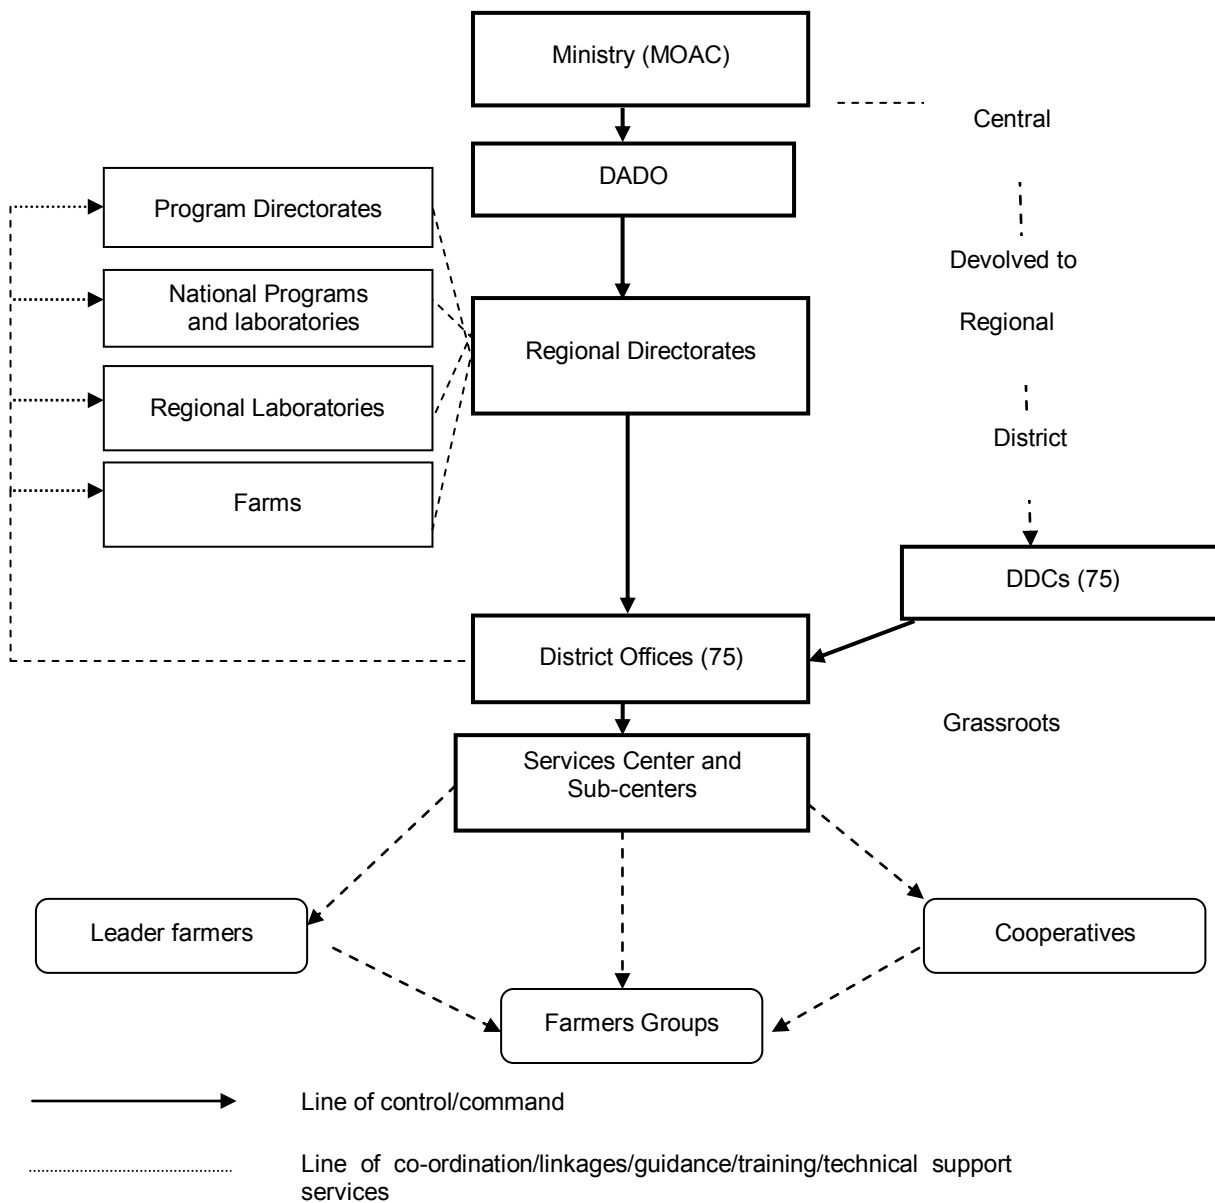 Ministry (MOAC)
Central
DADO
Program Directorates
Devolved to
National Programs
and laboratories
Regional
Regional Directorates
Regional Laboratories
District
Farms
DDCs (75)
District Offices (75)
Grassroots
Services Center and
Sub-centers
Leader farmers
Cooperatives
Farmers Groups
Line of control/command
Line of co-ordination/linkages/guidance/training/technical support
services